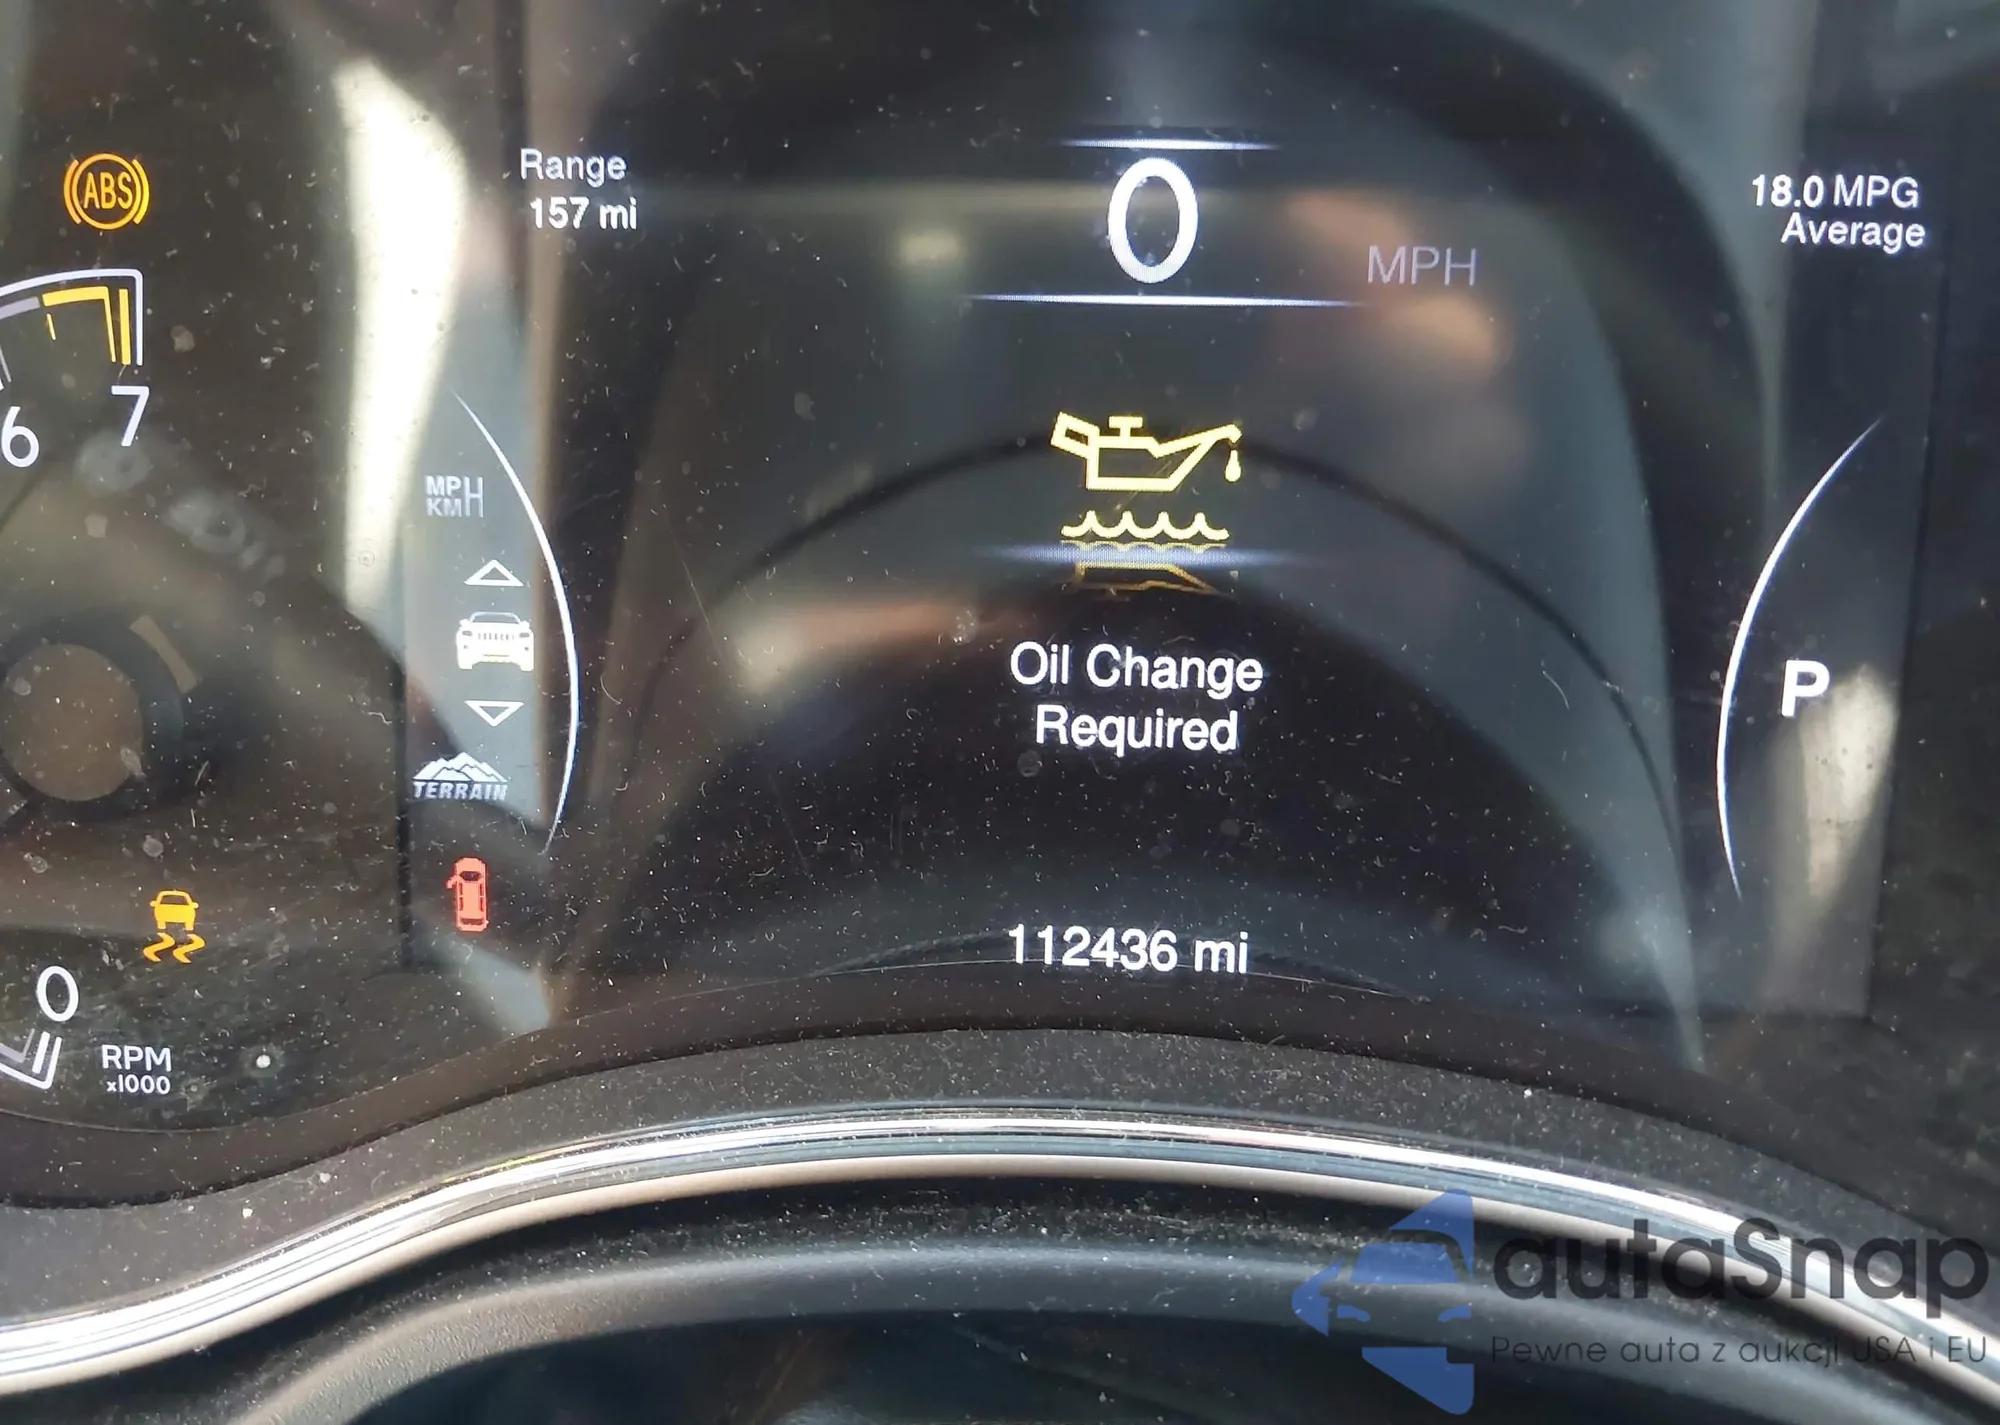 ABS
Range
157 mi
0
MPH
18.0 MPG
Average
6
7
MPH
KM
TERRAIN
Oil Change
Required
P
112436 mi
0
RPM
x1000
autaSnap
Pewne auta z aukcji USA i EU